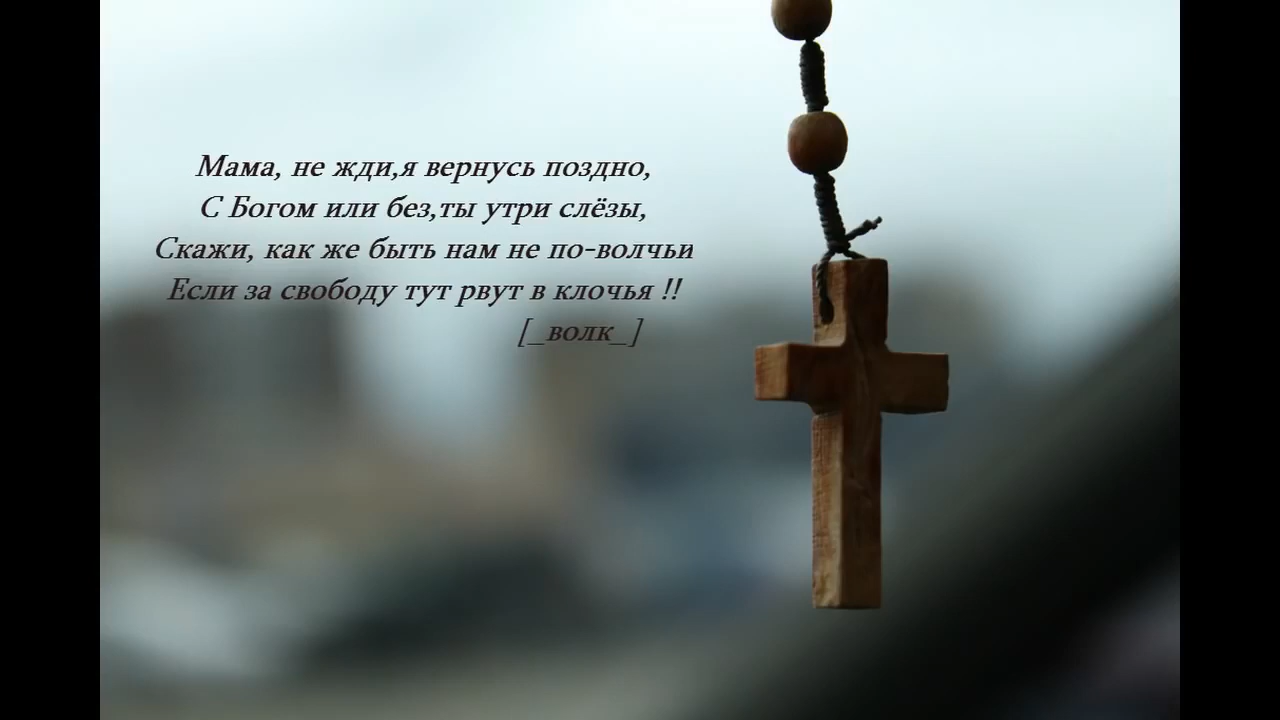 Мама, не жди,я вернусь поздно,
С Богом или без,ты утри слёзы,
Скажи, как же быть нам не по-волчьи
Если за свободу тут рвут в клочья !!
[_волк_]